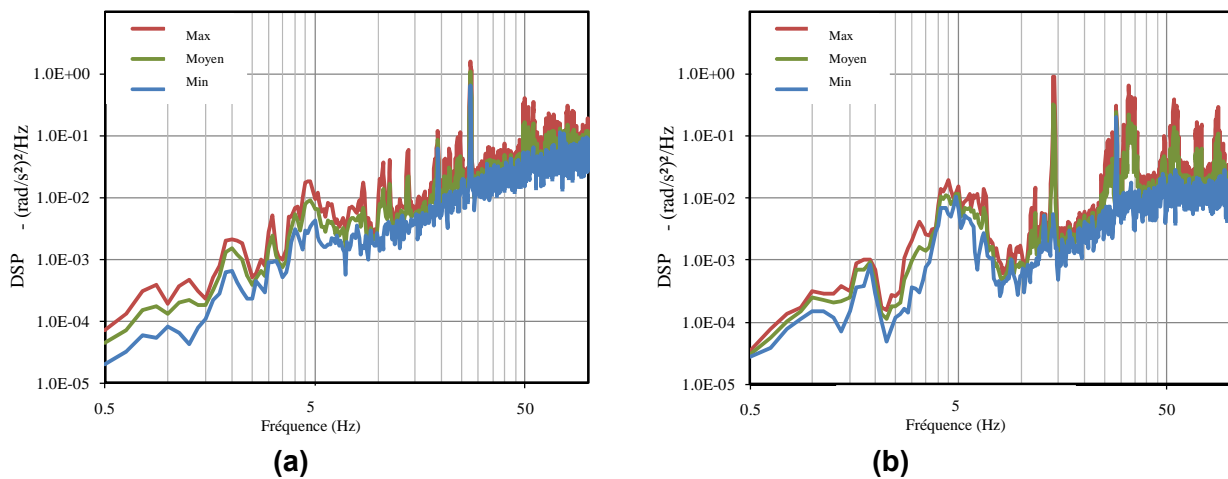 Max
Moyen
Min
1.0E+00
1.0E-01
1.0E-02
1.0E-03
1.0E-04
1.0E-05
DSP - (rad/s²)²/Hz
0.5
5
50
Fréquence (Hz)
(a)
Max
Moyen
Min
1.0E+00
1.0E-01
1.0E-02
1.0E-03
1.0E-04
1.0E-05
DSP - (rad/s²)²/Hz
0.5
5
50
Fréquence (Hz)
(b)